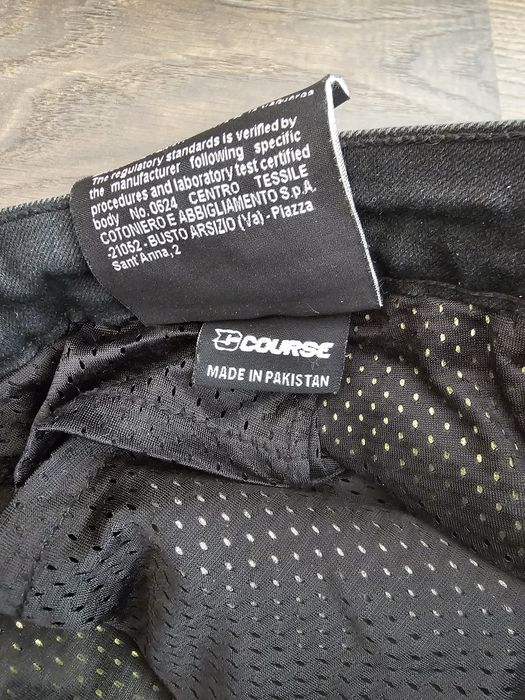 The regulatory standards is verified by
the manufacturer following specific
procedures and laboratory test certified
body No.0624 CENTRO TESSILE
COTONIERO E ABBIGLIAMENTO S.p.A.
-21052 - BUSTO ARSIZIO (Va) - Piazza
Sant'Anna,2
COURSE
MADE IN PAKISTAN